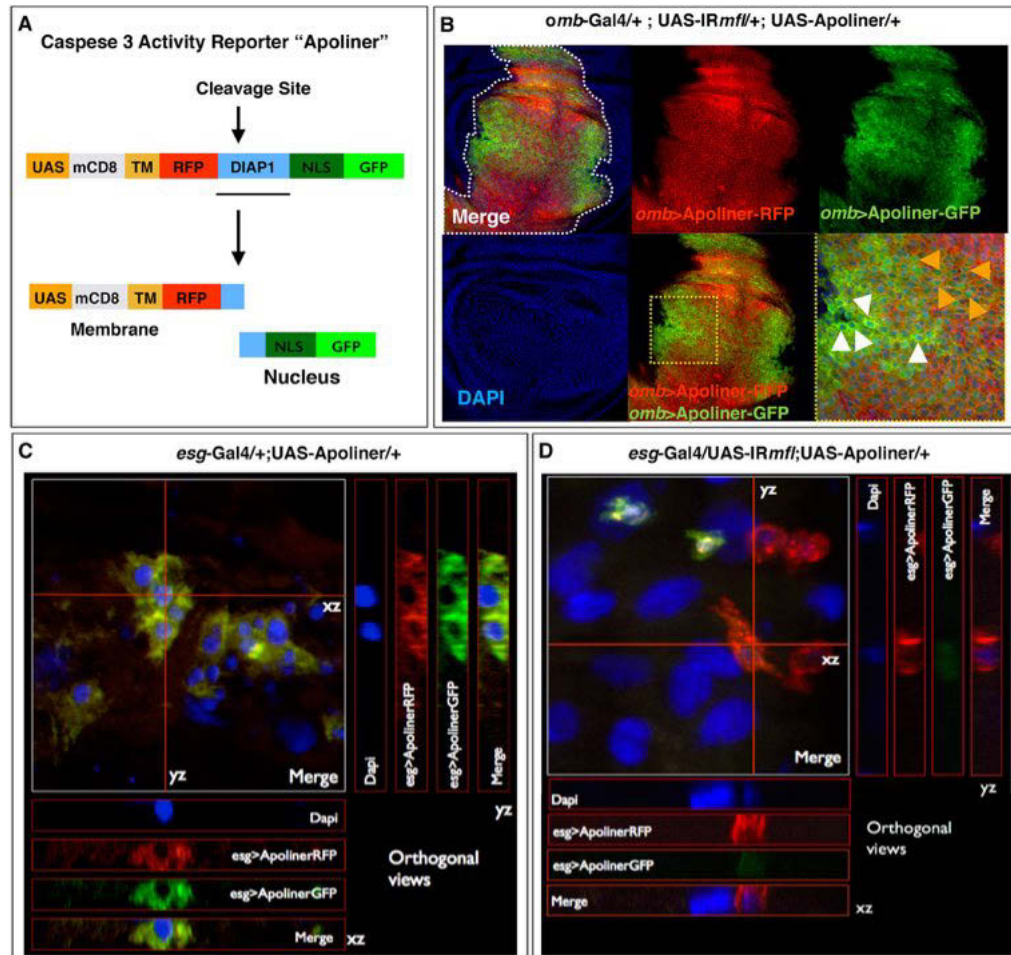 A
Caspese 3 Activity Reporter “Apoliner”
Cleavage Site
UAS mCD8 TM RFP DIAP1 NLS GFP
UAS mCD8 TM RFP
Membrane
NLS GFP
Nucleus
B
omb-Gal4/+ ; UAS-IRmfl/+; UAS-Apoliner/+
Merge
omb>Apoliner-RFP
omb>Apoliner-GFP
DAPI
omb>Apoliner-RFP
omb>Apoliner-GFP
C
esg-Gal4/+;UAS-Apoliner/+
xz
yz
Merge
Dapi
esg>ApolinerRFP
esg>ApolinerGFP
Merge
yz
Dapi
esg>ApolinerRFP
esg>ApolinerGFP
Merge
xz
Orthogonal
views
D
esg-Gal4/UAS-IRmfl;UAS-Apoliner/+
yz
xz
Merge
Dapi
esg>ApolinerRFP
esg>ApolinerGFP
Merge
yz
Dapi
esg>ApolinerRFP
esg>ApolinerGFP
Merge
xz
Orthogonal
views